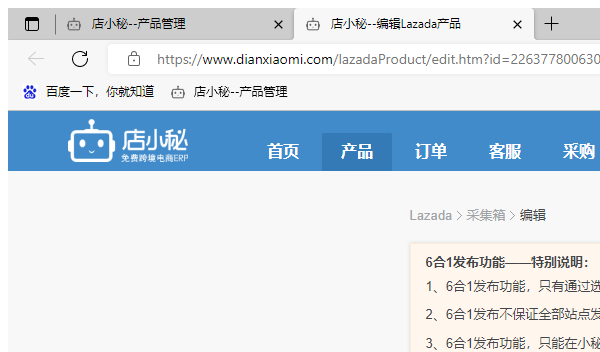 店小秘--产品管理
店小秘--编辑Lazada产品
https://www.dianxiaomi.com/lazadaProduct/edit.htm?id=226377800630
百度一下，你就知道
店小秘--产品管理
店小秘
免费跨境电商ERP
首页 产品 订单 客服 采购
Lazada > 采集箱 > 编辑
6合1发布功能——特别说明：
1、6合1发布功能，只有通过选
2、6合1发布不保证全部站点发
3、6合1发布功能，只能在小秘